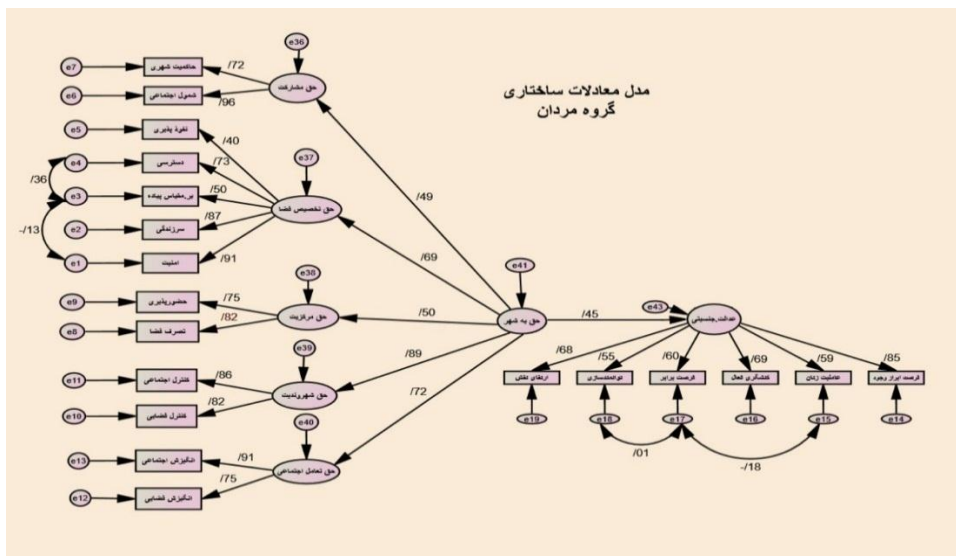 مدل معادلات ساختاری
گروه مردان
e36
e7
حاکمیت شهری
/72
حق مشارکت
e6
شمول اجتماعی
/96
e5
نفوذ پذیری
/40
e37
e4
دسترسی
/73
/36
e3
بر.مقیاس پیاده
/50
حق تخصیص فضا
/49
e2
سرزندگی
/87
-/13
e1
امنیت
/91
/69
e38
e41
e9
حضورپذیری
/75
حق مرکزیت
/50
e8
تصرف فضا
/82
حق به شهر
/45
e43
عدالت_جنسیتی
e39
/89
e11
کنترل اجتماعی
/86
حق شهروندیت
e10
کنترل فضایی
/82
/72
e40
/68
/55
/60
/69
/59
/85
ارتقای نقش
توانمندسازی
فرصت برابر
کنشگری فعال
عاملیت زنان
فرصت ابراز وجود
e19
e18
e17
e16
e15
e14
/01
-/18
e13
انگیزش اجتماعی
/91
حق تعامل اجتماعی
e12
انگیزش فضایی
/75